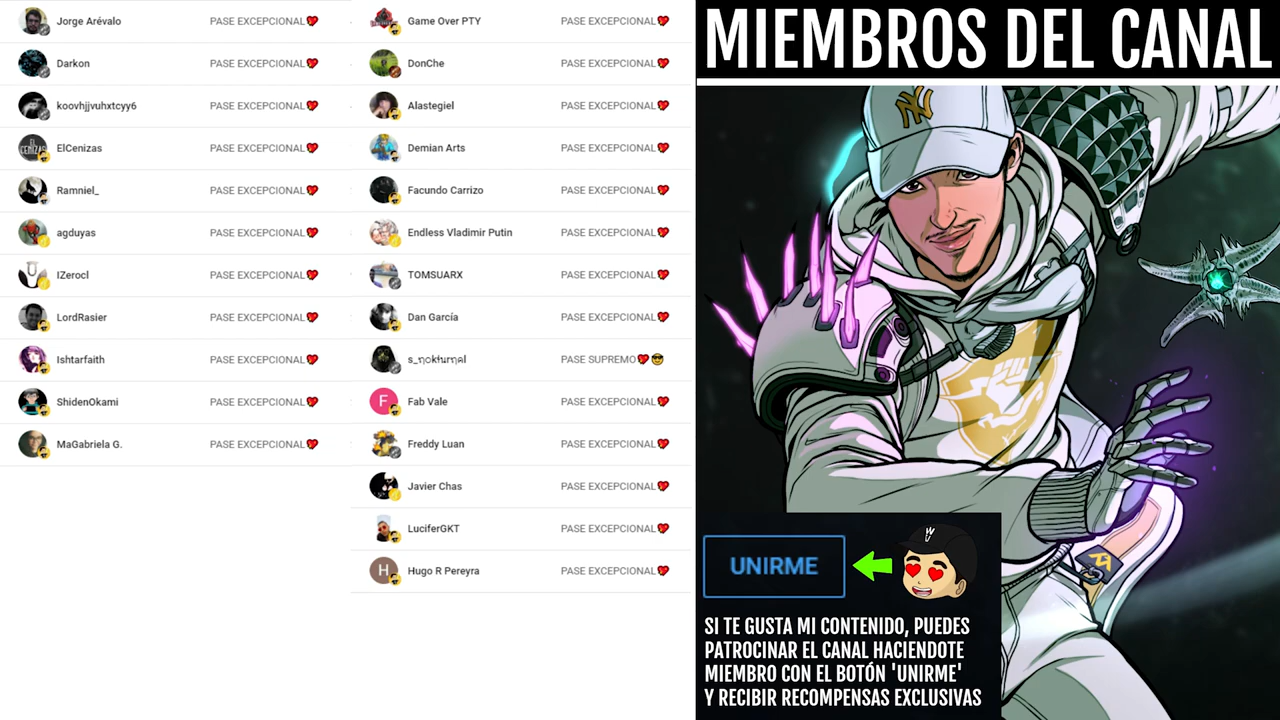 Jorge Arévalo PASE EXCEPCIONAL
Darkon PASE EXCEPCIONAL
koovhjjvuhxtcyy6 PASE EXCEPCIONAL
ElCenizas PASE EXCEPCIONAL
Ramniel_ PASE EXCEPCIONAL
agduyas PASE EXCEPCIONAL
IZerocl PASE EXCEPCIONAL
LordRasier PASE EXCEPCIONAL
Ishtarfaith PASE EXCEPCIONAL
ShidenOkami PASE EXCEPCIONAL
MaGabriela G. PASE EXCEPCIONAL
Game Over PTY PASE EXCEPCIONAL
DonChe PASE EXCEPCIONAL
Alastegiel PASE EXCEPCIONAL
Demian Arts PASE EXCEPCIONAL
Facundo Carrizo PASE EXCEPCIONAL
Endless Vladimir Putin PASE EXCEPCIONAL
TOMSUARX PASE EXCEPCIONAL
Dan García PASE EXCEPCIONAL
PASE SUPREMO
F Fab Vale PASE EXCEPCIONAL
Freddy Luan PASE EXCEPCIONAL
Javier Chas PASE EXCEPCIONAL
LuciferGKT PASE EXCEPCIONAL
H Hugo R Pereyra PASE EXCEPCIONAL
MIEMBROS DEL CANAL
NY
UNIRME
SI TE GUSTA MI CONTENIDO, PUEDES
PATROCINAR EL CANAL HACIENDOTE
MIEMBRO CON EL BOTÓN 'UNIRME'
Y RECIBIR RECOMPENSAS EXCLUSIVAS